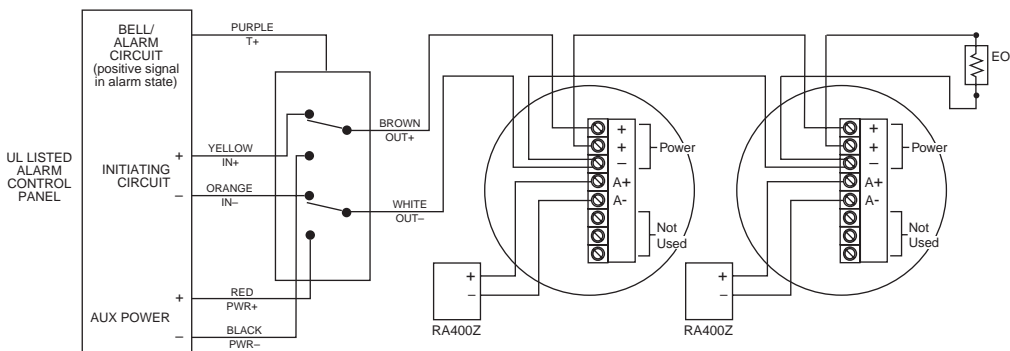 BELL/
ALARM
CIRCUIT
(positive signal
in alarm state)
PURPLE
T+
UL LISTED
ALARM
CONTROL
PANEL
INITIATING
CIRCUIT
+
–
YELLOW
IN+
ORANGE
IN–
BROWN
OUT+
WHITE
OUT–
AUX POWER
+
–
RED
PWR+
BLACK
PWR–
+
+
–
A+
A-
Power
Not
Used
+
–
RA400Z
+
+
–
A+
A-
Power
Not
Used
+
–
RA400Z
EO